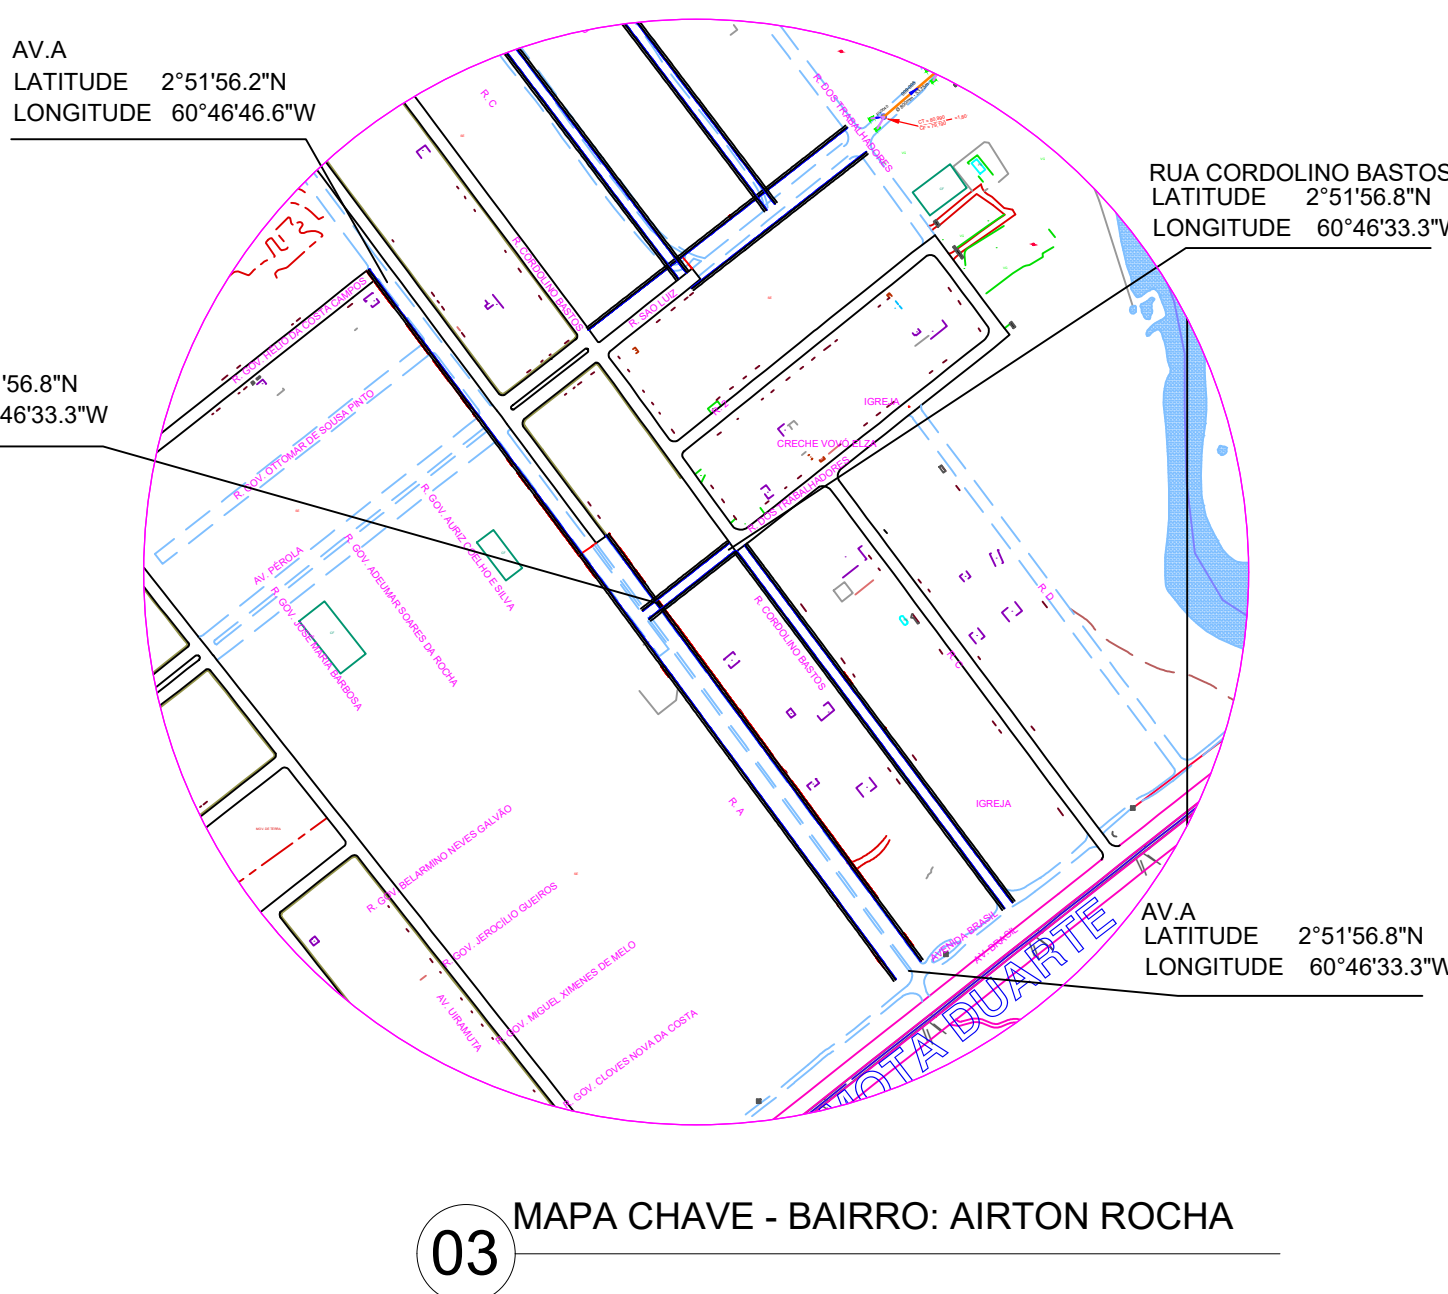 AV.A
LATITUDE 2°51'56.2"N
LONGITUDE 60°46'46.6"W
RUA CORDOLINO BASTOS
LATITUDE 2°51'56.8"N
LONGITUDE 60°46'33.3"W
'56.8"N
46'33.3"W
R. C
R. DOS TRABALHADORES
R. CORDOLINO BASTOS
R. SAO LUIZ
R. GOV. HELIO DA COSTA CAMPOS
R. GOV. OTTOMAR DE SOUSA PINTO
IGREJA
CRECHE VOVÓ ELZA
R. DOS TRABALHADORES
R. GOV. AURIZ COELHO E SILVA
AV. PÉROLA
R. GOV. ADEUMAR SOARES DA ROCHA
R. GOV. JOSE MARIA BARBOSA
R. CORDOLINO BASTOS
R. D
R. C
R. A
IGREJA
R. GOV. BELARMINO NEVES GALVÃO
R. GOV. JEROCÍLIO GUEIROS
AVENIDA BRASIL
AV. BRASIL
AV. UIRAMUTA
R. GOV. MIGUEL XIMENES DE MELO
R. GOV. CLOVES NOVA DA COSTA
MOTA DUARTE
AV.A
LATITUDE 2°51'56.8"N
LONGITUDE 60°46'33.3"W
03
MAPA CHAVE - BAIRRO: AIRTON ROCHA